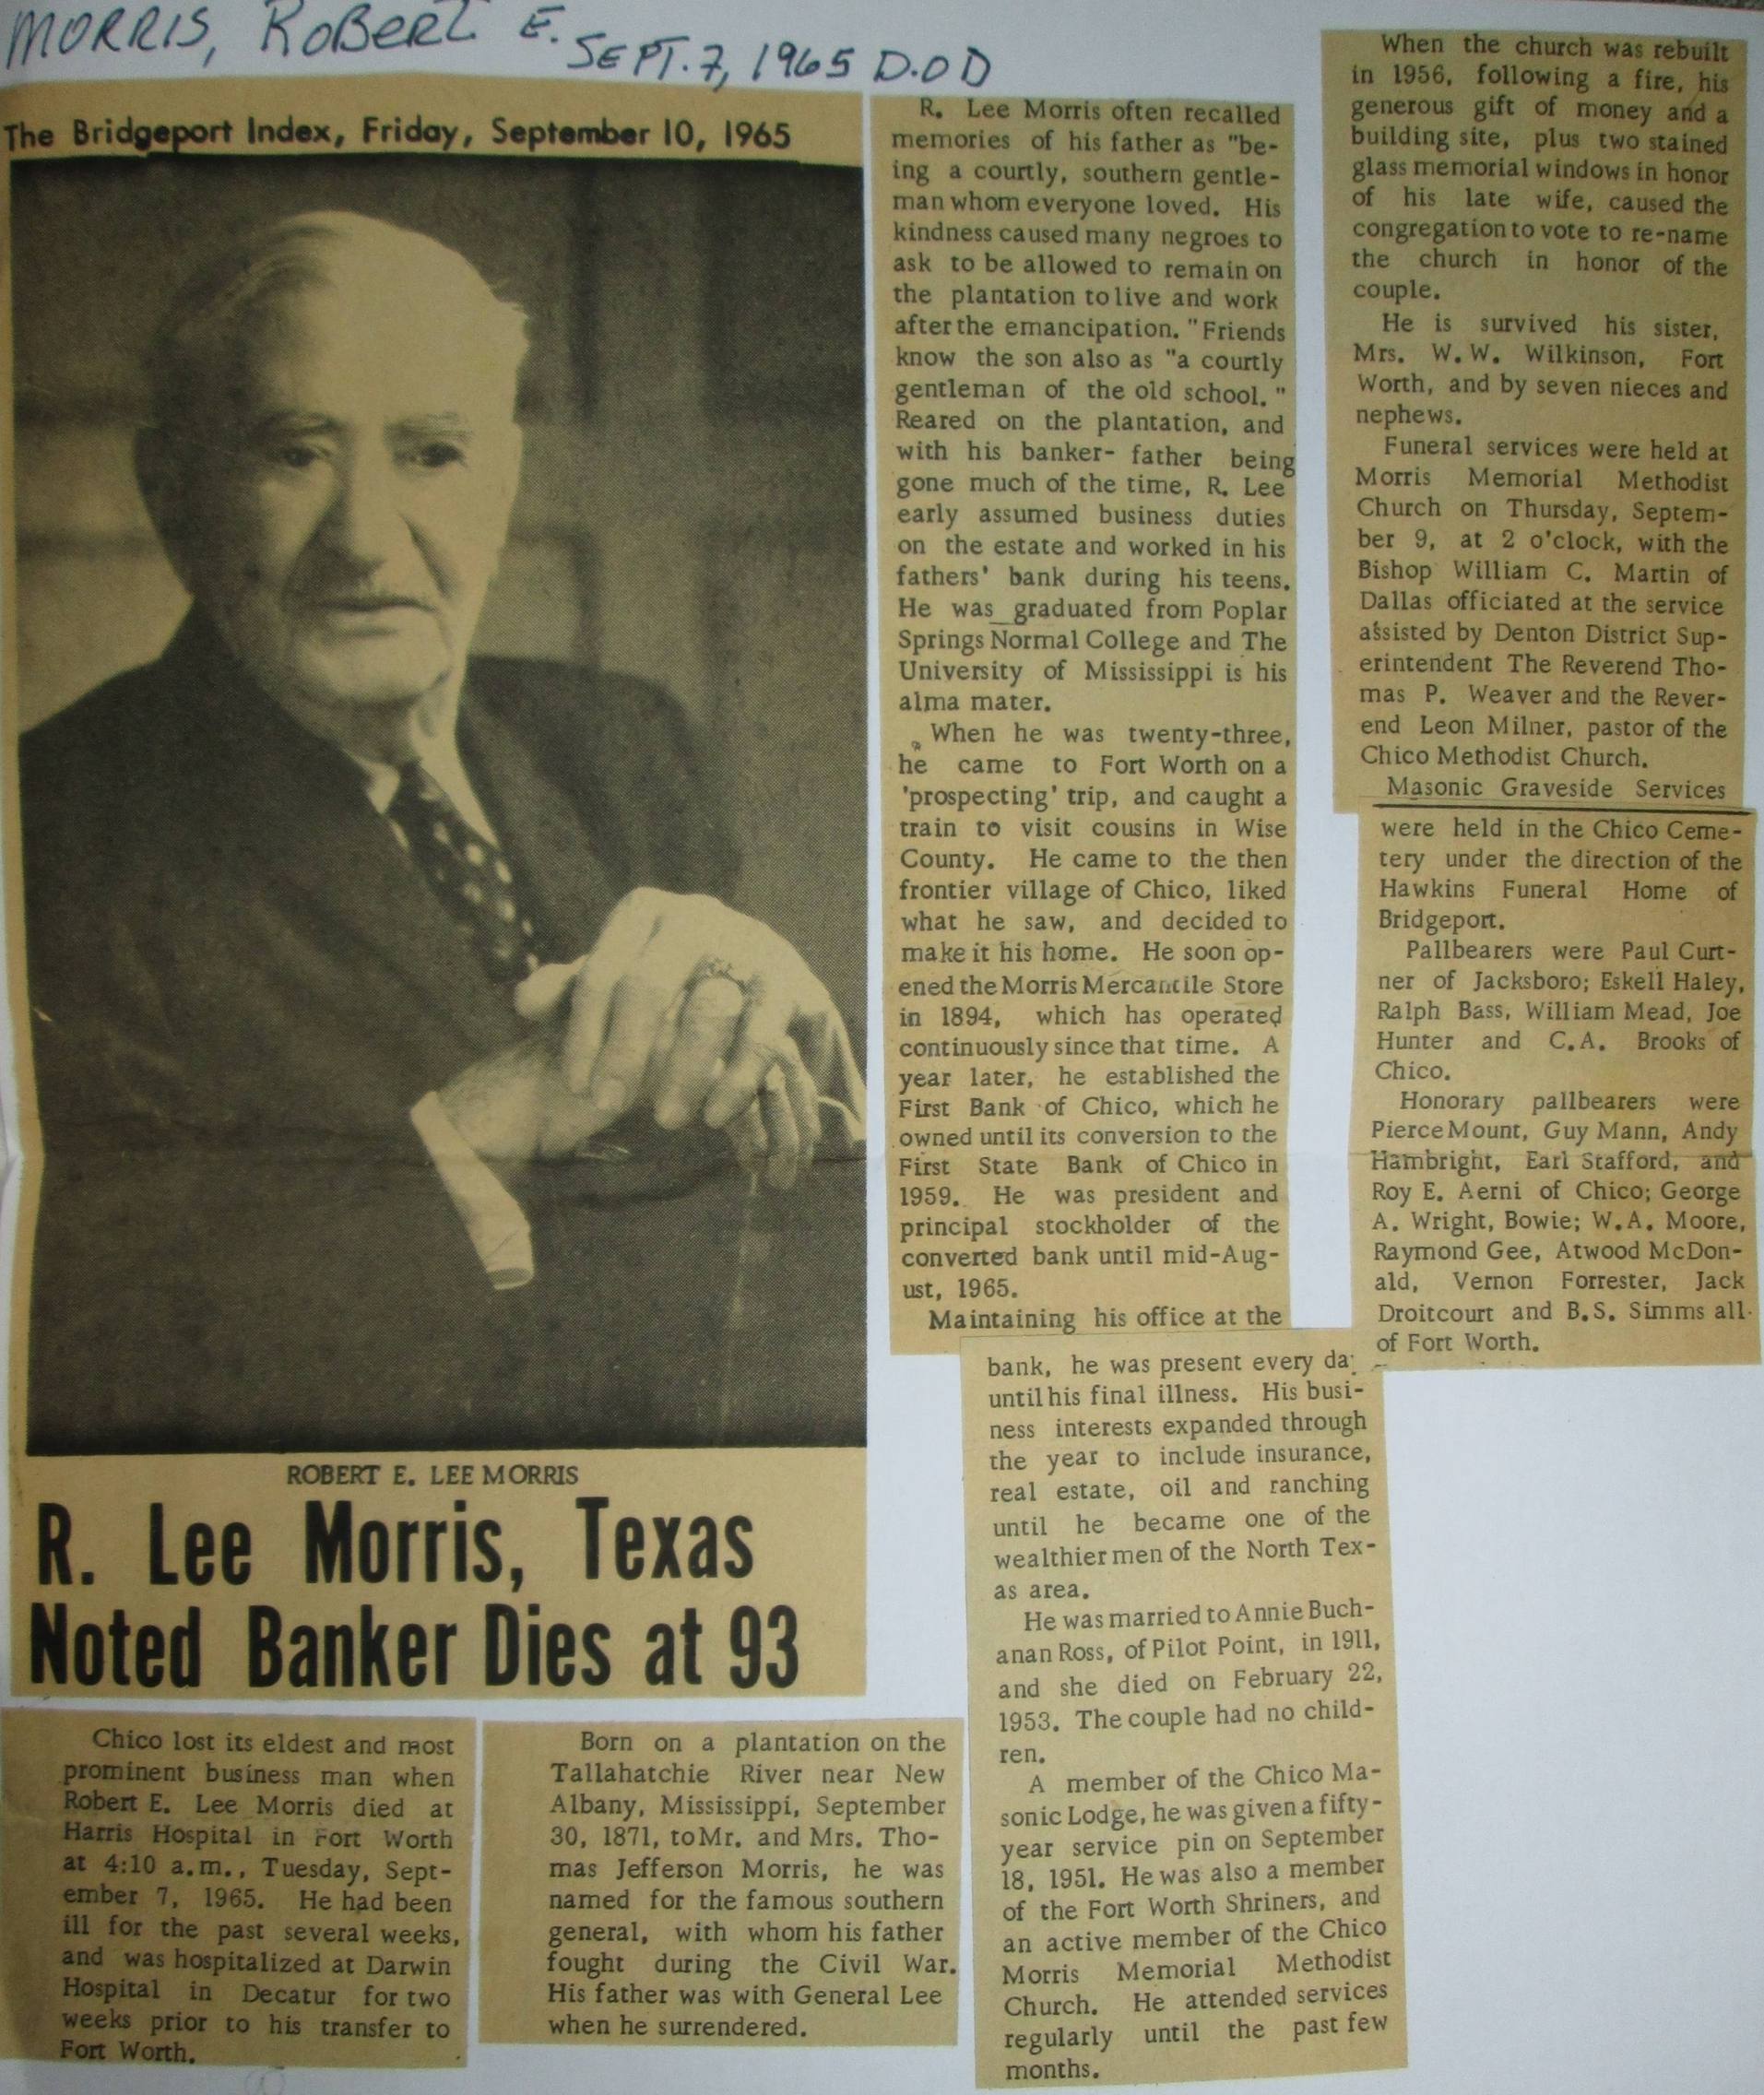 MORRIS, ROBERT E. SEPT. 7, 1965 D.O D
The Bridgeport Index, Friday, September 10, 1965
ROBERT E. LEE MORRIS
R. Lee Morris, Texas
Noted Banker Dies at 93
Chico lost its eldest and most
prominent business man when
Robert E. Lee Morris died at
Harris Hospital in Fort Worth
at 4:10 a.m., Tuesday, Sept-
ember 7, 1965. He had been
ill for the past several weeks,
and was hospitalized at Darwin
Hospital in Decatur for two
weeks prior to his transfer to
Fort Worth.
Born on a plantation on the
Tallahatchie River near New
Albany, Mississippi, September
30, 1871, to Mr. and Mrs. Tho-
mas Jefferson Morris, he was
named for the famous southern
general, with whom his father
fought during the Civil War.
His father was with General Lee
when he surrendered.
R. Lee Morris often recalled
memories of his father as "be-
ing a courtly, southern gentle-
man whom everyone loved. His
kindness caused many negroes to
ask to be allowed to remain on
the plantation to live and work
after the emancipation. "Friends
know the son also as "a courtly
gentleman of the old school."
Reared on the plantation, and
with his banker- father being
gone much of the time, R. Lee
early assumed business duties
on the estate and worked in his
fathers' bank during his teens.
He was graduated from Poplar
Springs Normal College and The
University of Mississippi is his
alma mater.
When he was twenty-three,
he came to Fort Worth on a
'prospecting' trip, and caught a
train to visit cousins in Wise
County. He came to the then
frontier village of Chico, liked
what he saw, and decided to
make it his home. He soon op-
ened the Morris Mercantile Store
in 1894, which has operated
continuously since that time. A
year later, he established the
First Bank of Chico, which he
owned until its conversion to the
First State Bank of Chico in
1959. He was president and
principal stockholder of the
converted bank until mid-Aug-
ust, 1965.
Maintaining his office at the
bank, he was present every da
until his final illness. His busi-
ness interests expanded through
the year to include insurance,
real estate, oil and ranching
until he became one of the
wealthier men of the North Tex-
as area.
He was married to Annie Buch-
anan Ross, of Pilot Point, in 1911,
and she died on February 22,
1953. The couple had no child-
ren.
A member of the Chico Ma-
sonic Lodge, he was given a fifty-
year service pin on September
18, 1951. He was also a member
of the Fort Worth Shriners, and
an active member of the Chico
Morris Memorial Methodist
Church. He attended services
regularly until the past few
months.
When the church was rebuilt
in 1956, following a fire, his
generous gift of money and a
building site, plus two stained
glass memorial windows in honor
of his late wife, caused the
congregation to vote to re-name
the church in honor of the
couple.
He is survived his sister,
Mrs. W.W. Wilkinson, Fort
Worth, and by seven nieces and
nephews.
Funeral services were held at
Morris Memorial Methodist
Church on Thursday, Septem-
ber 9, at 2 o'clock, with the
Bishop William C. Martin of
Dallas officiated at the service
assisted by Denton District Sup-
erintendent The Reverend Tho-
mas P. Weaver and the Rever-
end Leon Milner, pastor of the
Chico Methodist Church.
Masonic Graveside Services
were held in the Chico Ceme-
tery under the direction of the
Hawkins Funeral Home of
Bridgeport.
Pallbearers were Paul Curt-
ner of Jacksboro; Eskell Haley,
Ralph Bass, William Mead, Joe
Hunter and C.A. Brooks of
Chico.
Honorary pallbearers were
Pierce Mount, Guy Mann, Andy
Hambright, Earl Stafford, and
Roy E. Aerni of Chico; George
A. Wright, Bowie; W.A. Moore,
Raymond Gee, Atwood McDon-
ald, Vernon Forrester, Jack
Droitcourt and B.S. Simms all
of Fort Worth.